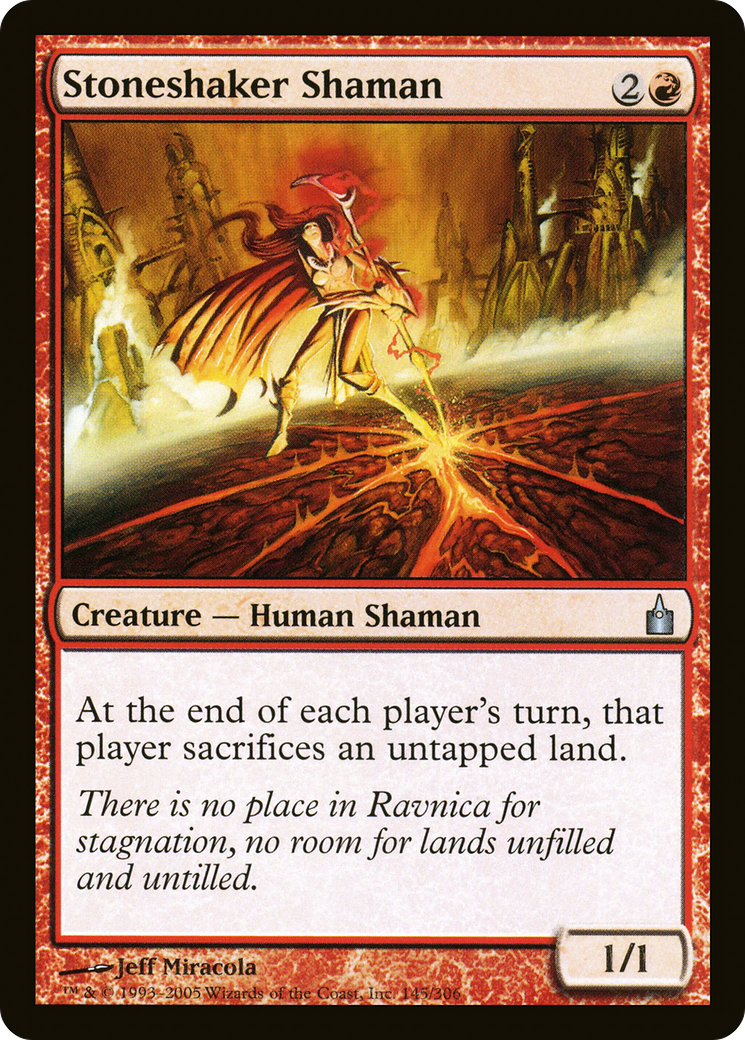 Stoneshaker Shaman 2
Creature — Human Shaman
At the end of each player's turn, that
player sacrifices an untapped land.
There is no place in Ravnica for
stagnation, no room for lands unfilled
and untilled.
1/1
Jeff Miracola
™ & © 1993–2005 Wizards of the Coast, Inc. 145/306